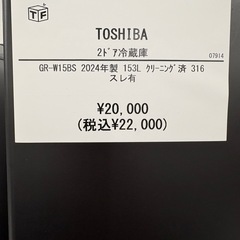 TF
TOSHIBA
2ドア冷蔵庫
07914
GR-W15BS 2024年製 153L クリーニング済 316
スレ有
¥20,000
(税込¥22,000)